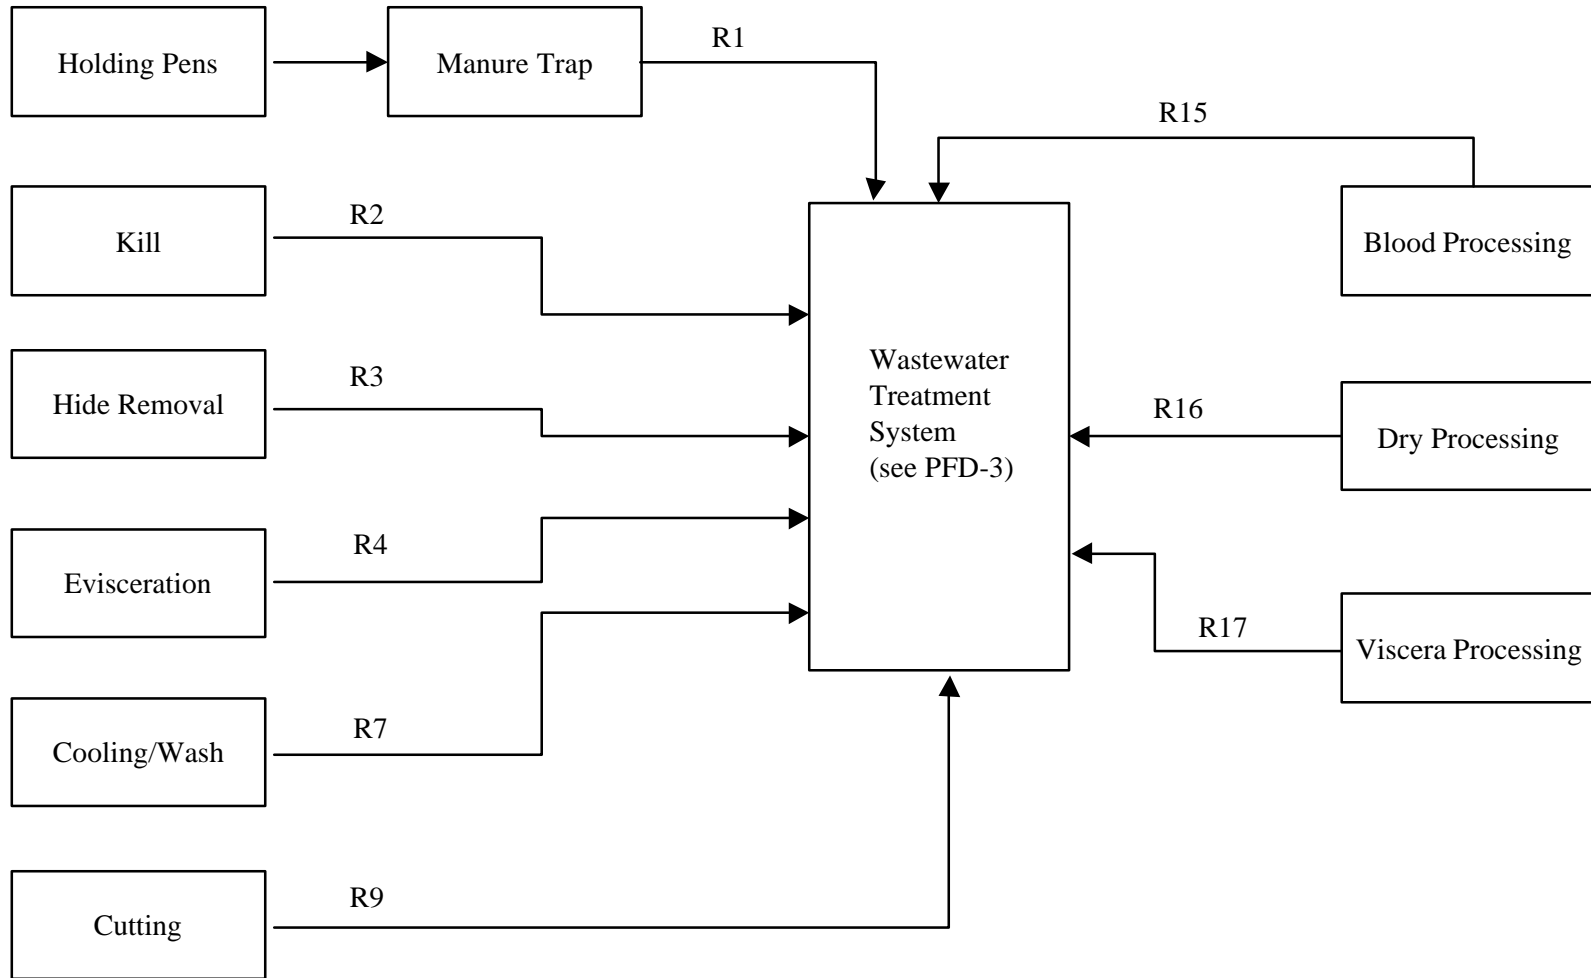 Holding Pens
Manure Trap
R1
R15
Kill
R2
Blood Processing
Hide Removal
R3
Wastewater
Treatment
System
(see PFD-3)
R16
Dry Processing
Evisceration
R4
R17
Viscera Processing
Cooling/Wash
R7
Cutting
R9